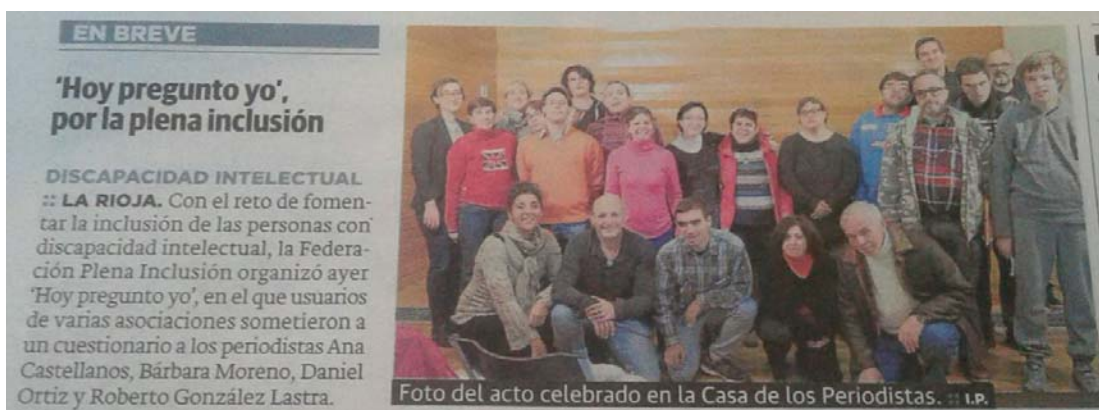 EN BREVE
'Hoy pregunto yo',
por la plena inclusión
DISCAPACIDAD INTELECTUAL
:: LA RIOJA. Con el reto de fomen-
tar la inclusión de las personas con
discapacidad intelectual, la Federa-
ción Plena Inclusión organizó ayer
'Hoy pregunto yo', en el que usuarios
de varias asociaciones sometieron a
un cuestionario a los periodistas Ana
Castellanos, Bárbara Moreno, Daniel
Ortiz y Roberto González Lastra.
Foto del acto celebrado en la Casa de los Periodistas. :: I.P.